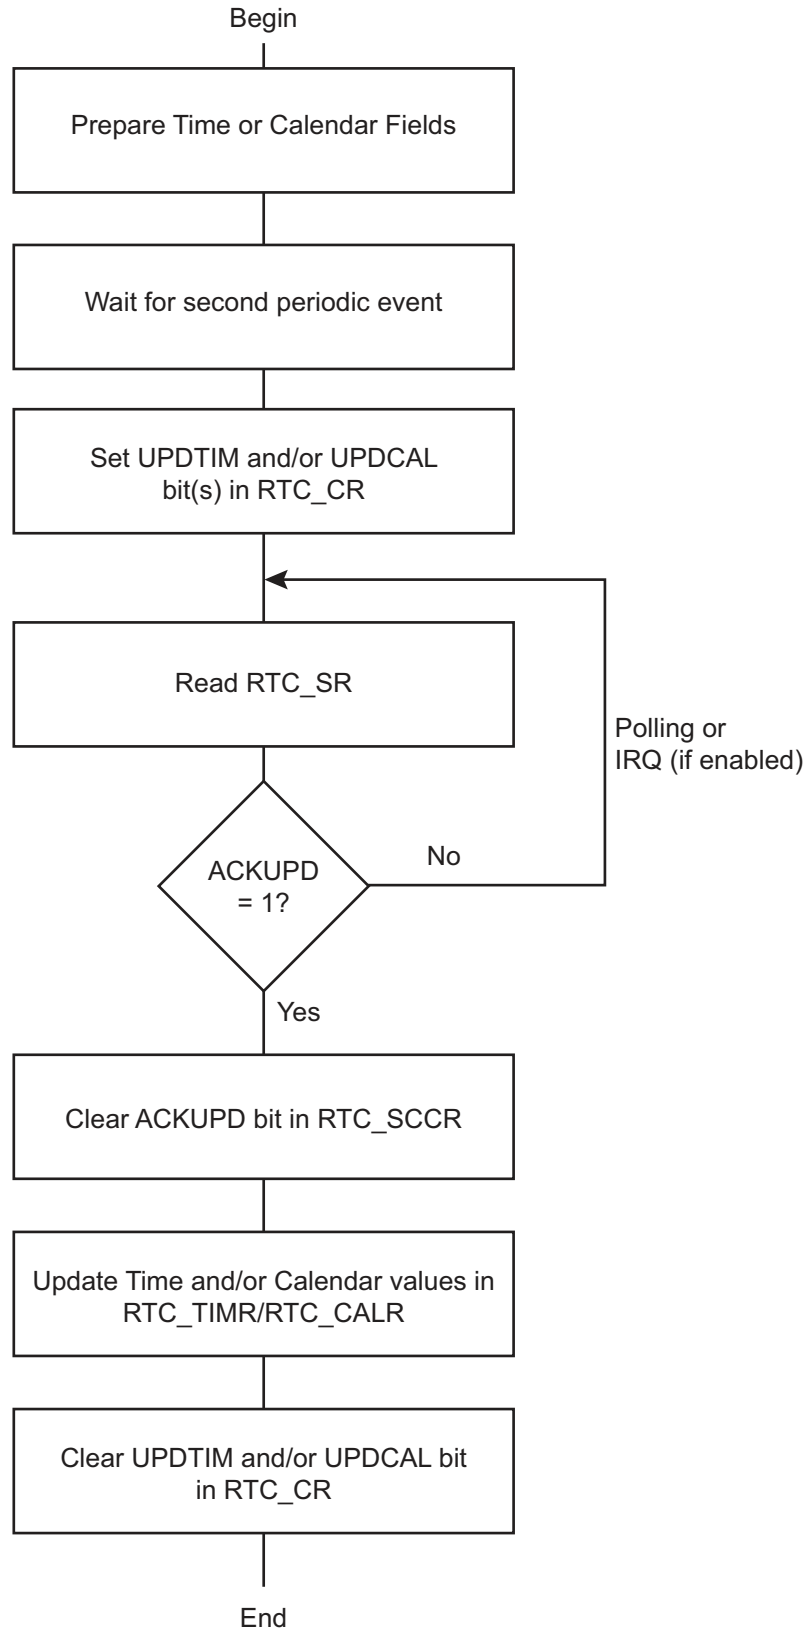 Begin
Prepare Time or Calendar Fields
Wait for second periodic event
Set UPDTIM and/or UPDCAL
bit(s) in RTC_CR
Read RTC_SR
Polling or
IRQ (if enabled)
ACKUPD
= 1?
No
Yes
Clear ACKUPD bit in RTC_SCCR
Update Time and/or Calendar values in
RTC_TIMR/RTC_CALR
Clear UPDTIM and/or UPDCAL bit
in RTC_CR
End